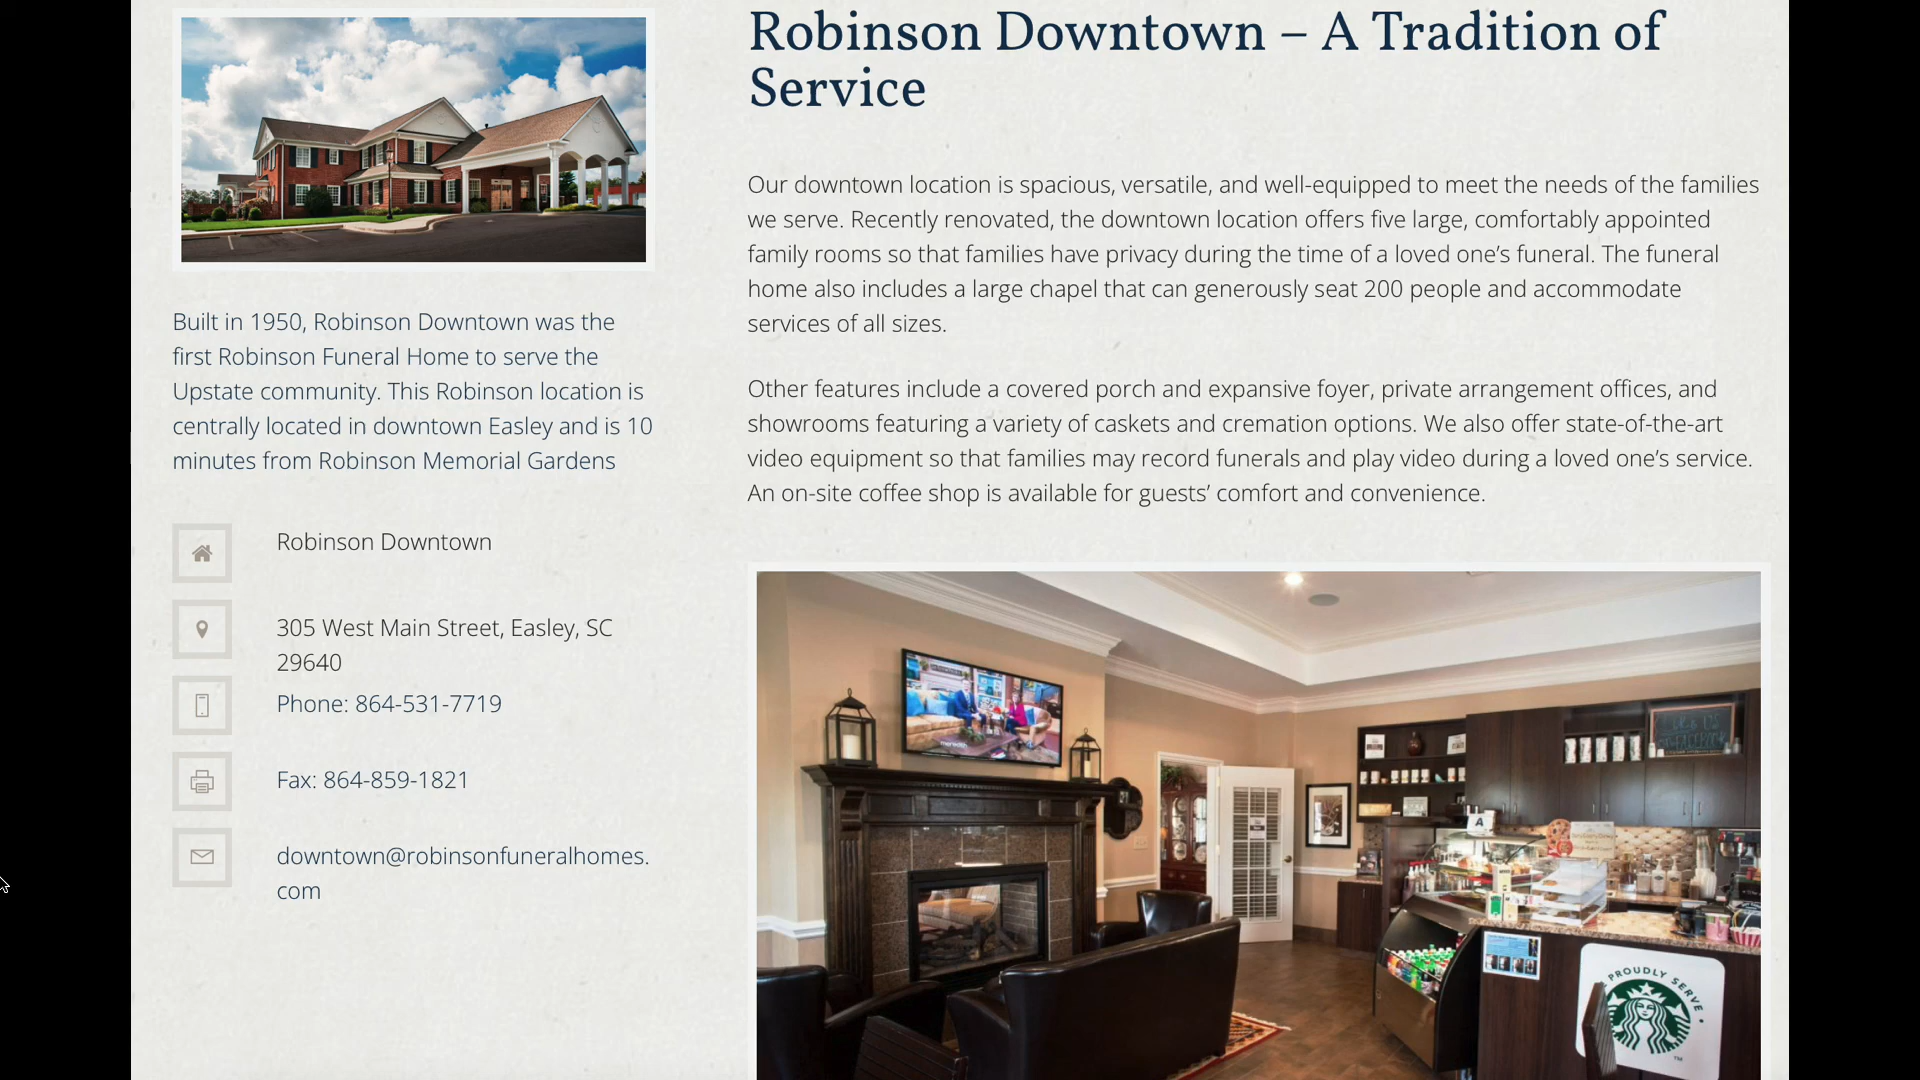 Robinson Downtown – A Tradition of
Service
Our downtown location is spacious, versatile, and well-equipped to meet the needs of the families
we serve. Recently renovated, the downtown location offers five large, comfortably appointed
family rooms so that families have privacy during the time of a loved one’s funeral. The funeral
home also includes a large chapel that can generously seat 200 people and accommodate
services of all sizes.
Other features include a covered porch and expansive foyer, private arrangement offices, and
showrooms featuring a variety of caskets and cremation options. We also offer state-of-the-art
video equipment so that families may record funerals and play video during a loved one’s service.
An on-site coffee shop is available for guests’ comfort and convenience.
Built in 1950, Robinson Downtown was the
first Robinson Funeral Home to serve the
Upstate community. This Robinson location is
centrally located in downtown Easley and is 10
minutes from Robinson Memorial Gardens
Robinson Downtown
305 West Main Street, Easley, SC
29640
Phone: 864-531-7719
Fax: 864-859-1821
downtown@robinsonfuneralhomes.
com
A
PROUDLY SERVE
TM